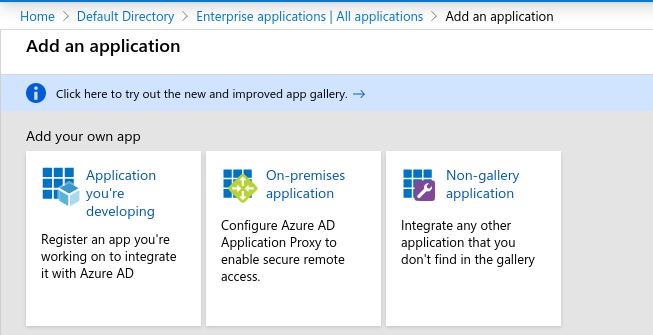 Home > Default Directory > Enterprise applications | All applications > Add an application
Add an application
Click here to try out the new and improved app gallery. →
Add your own app
Application
you're
developing
Register an app you're
working on to integrate
it with Azure AD
On-premises
application
Configure Azure AD
Application Proxy to
enable secure remote
access.
Non-gallery
application
Integrate any other
application that you
don't find in the gallery